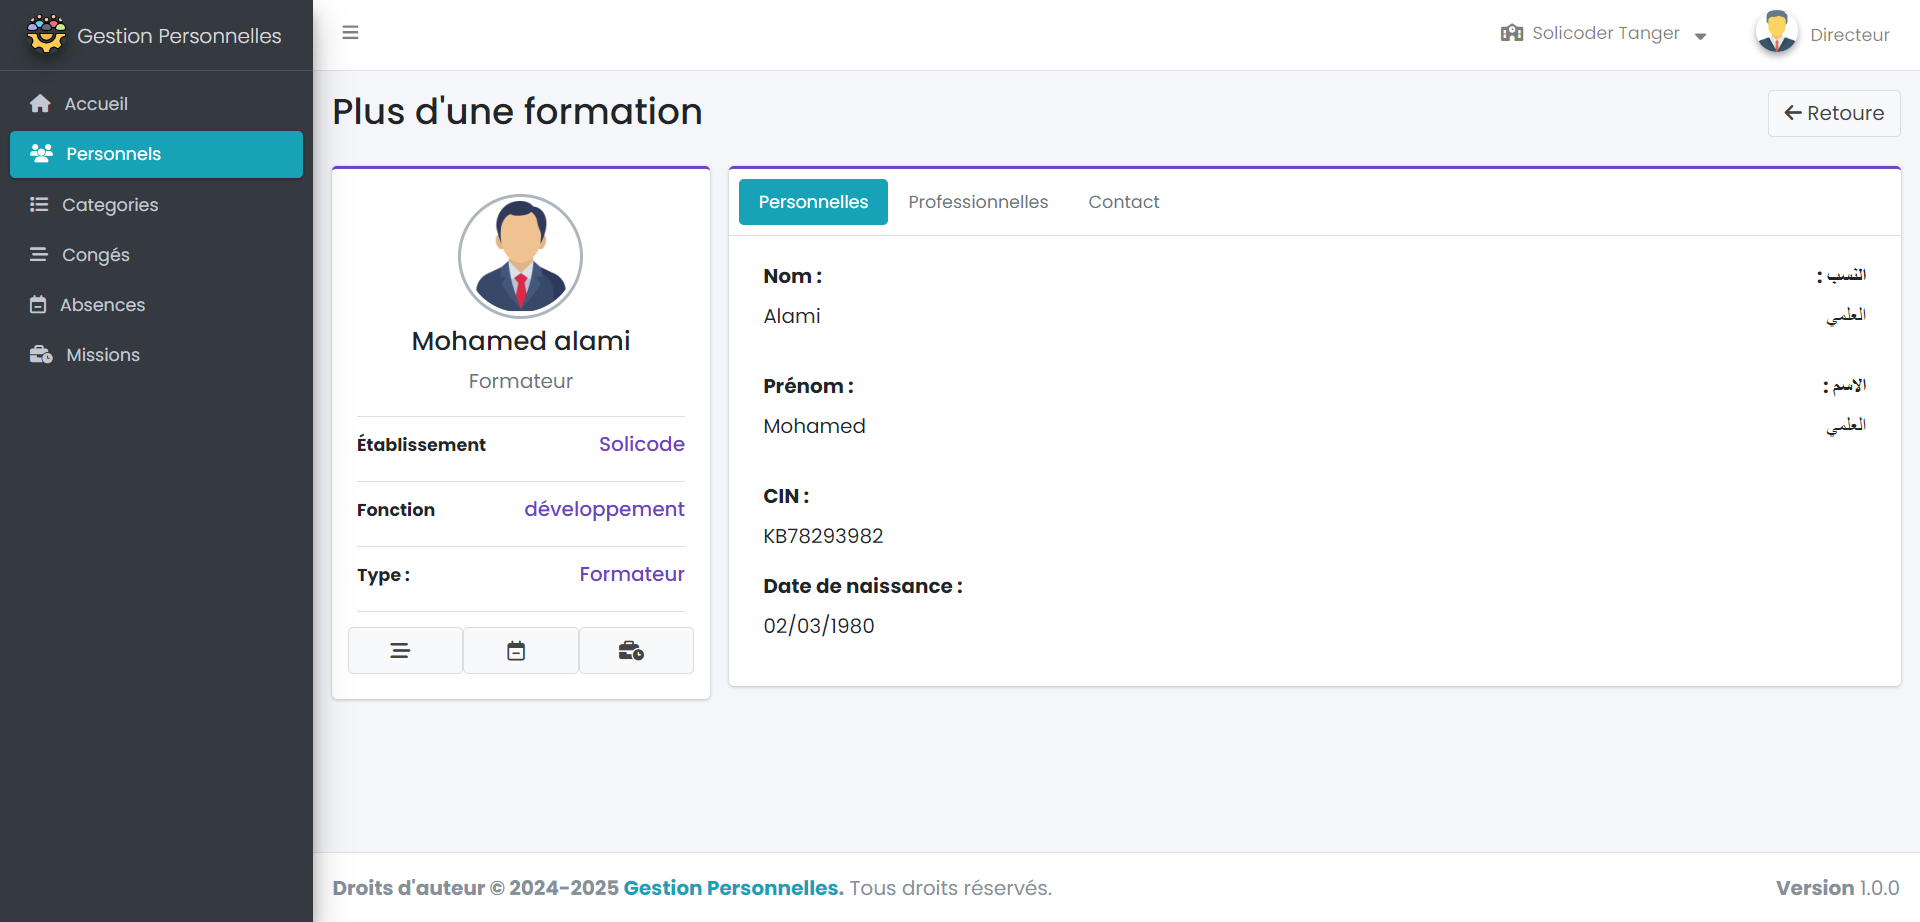 Gestion Personnelles
Solicoder Tanger
Directeur
Accueil
Personnels
Categories
Congés
Absences
Missions
Plus d'une formation
Retoure
Mohamed alami
Formateur
Établissement Solicode
Fonction développement
Type : Formateur
Personnelles Professionnelles Contact
Nom : النسب :
Alami العلمي
Prénom : الاسم :
Mohamed العلمي
CIN :
KB78293982
Date de naissance :
02/03/1980
Droits d'auteur © 2024-2025 Gestion Personnelles. Tous droits réservés.
Version 1.0.0